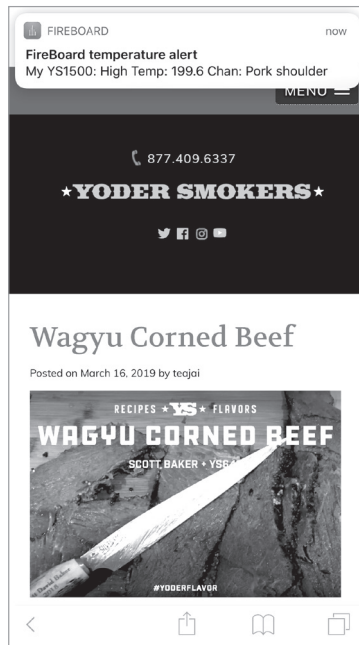 FIREBOARD now
FireBoard temperature alert
My YS1500: High Temp: 199.6 Chan: Pork shoulder
MENU
877.409.6337
YODER SMOKERS
Wagyu Corned Beef
Posted on March 16, 2019 by teajai
RECIPES YS FLAVORS
WAGYU CORNED BEEF
SCOTT BAKER • YS64
#YODERFLAVOR